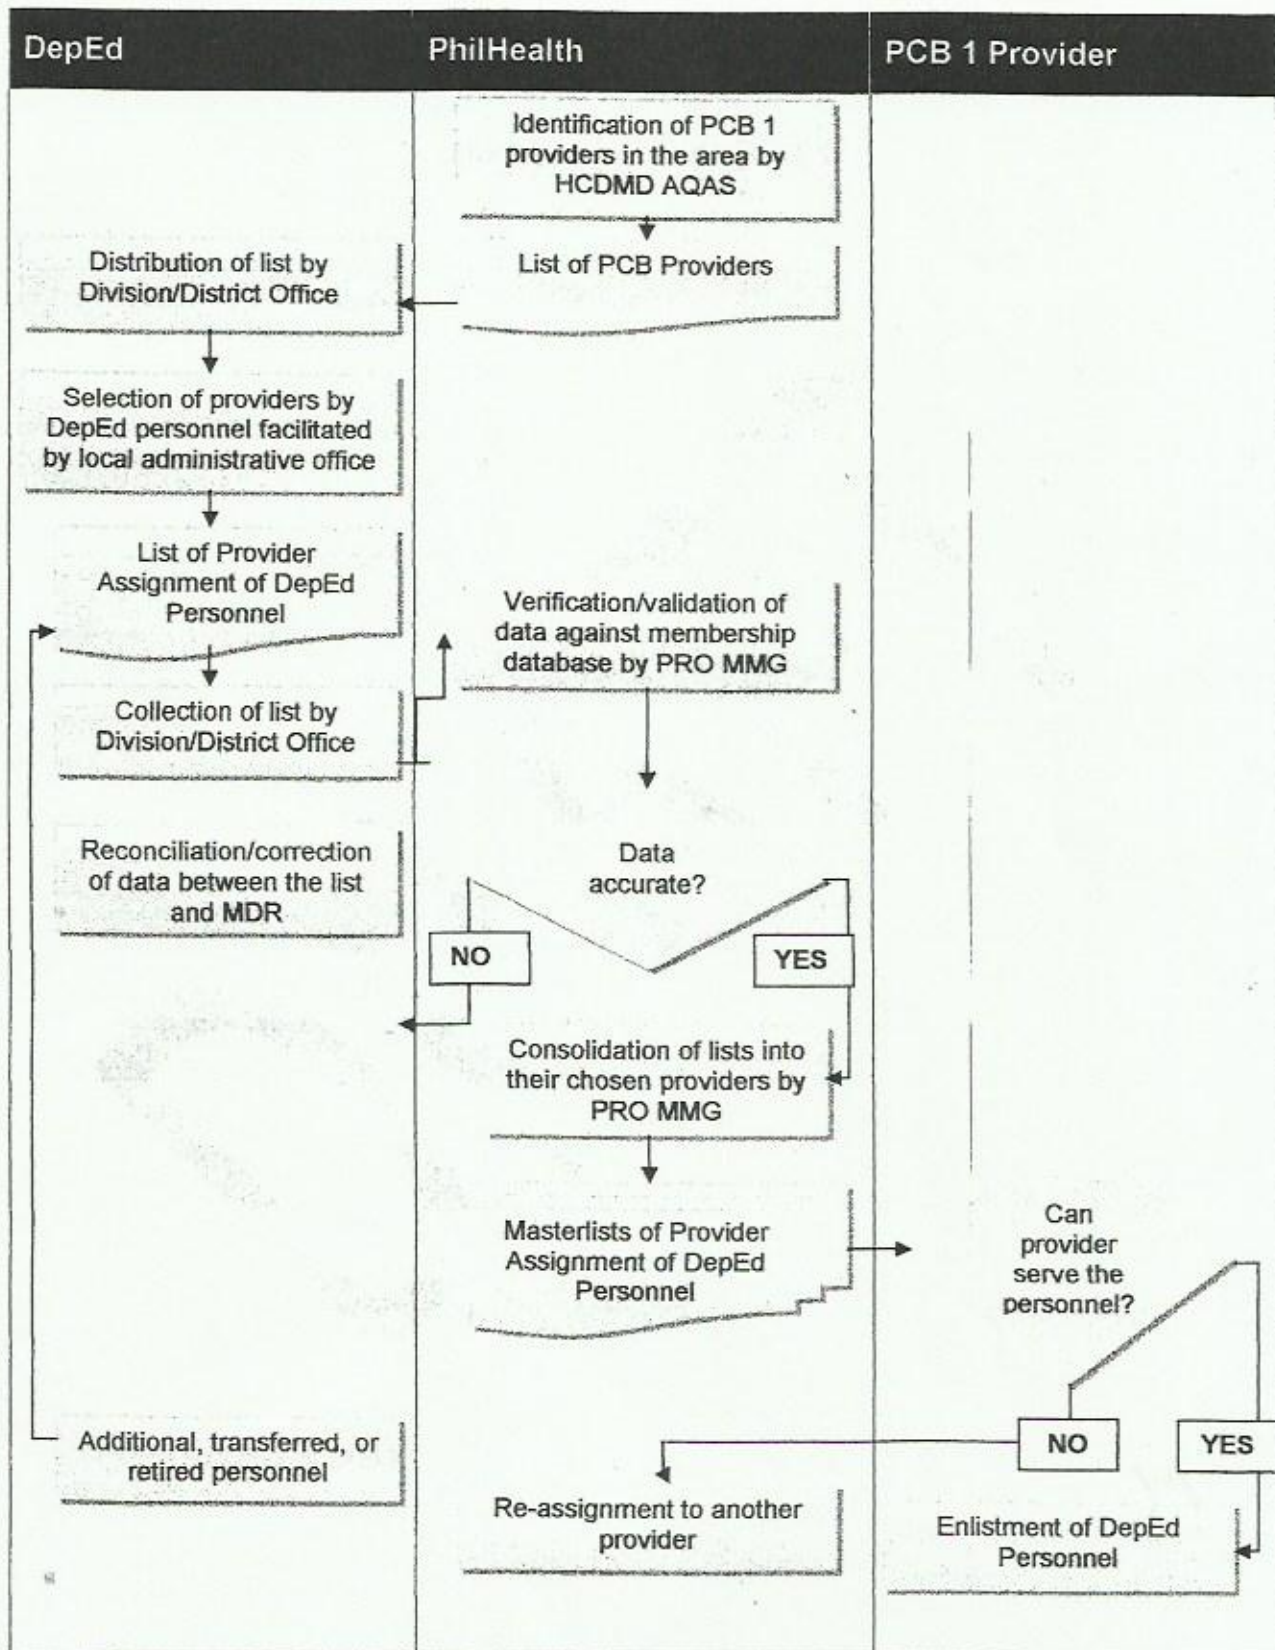 DepEd
PhilHealth
PCB 1 Provider
Identification of PCB 1
providers in the area by
HCDMD AQAS
List of PCB Providers
Distribution of list by
Division/District Office
Selection of providers by
DepEd personnel facilitated
by local administrative office
List of Provider
Assignment of DepEd
Personnel
Collection of list by
Division/District Office
Verification/validation of
data against membership
database by PRO MMG
Reconciliation/correction
of data between the list
and MDR
Data
accurate?
NO
YES
Consolidation of lists into
their chosen providers by
PRO MMG
Masterlists of Provider
Assignment of DepEd
Personnel
Can
provider
serve the
personnel?
NO
YES
Additional, transferred, or
retired personnel
Re-assignment to another
provider
Enlistment of DepEd
Personnel